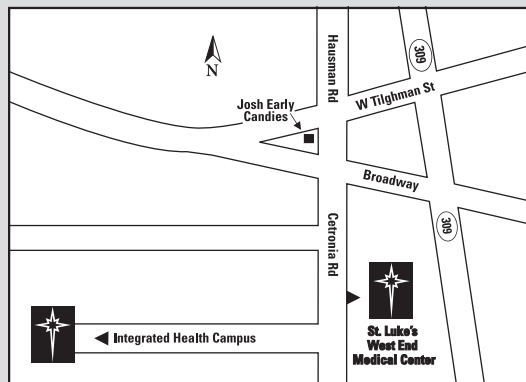 N
Hausman Rd
309
W Tilghman St
Josh Early
Candies
Broadway
Cetronia Rd
309
Integrated Health Campus
St. Luke's
West End
Medical Center